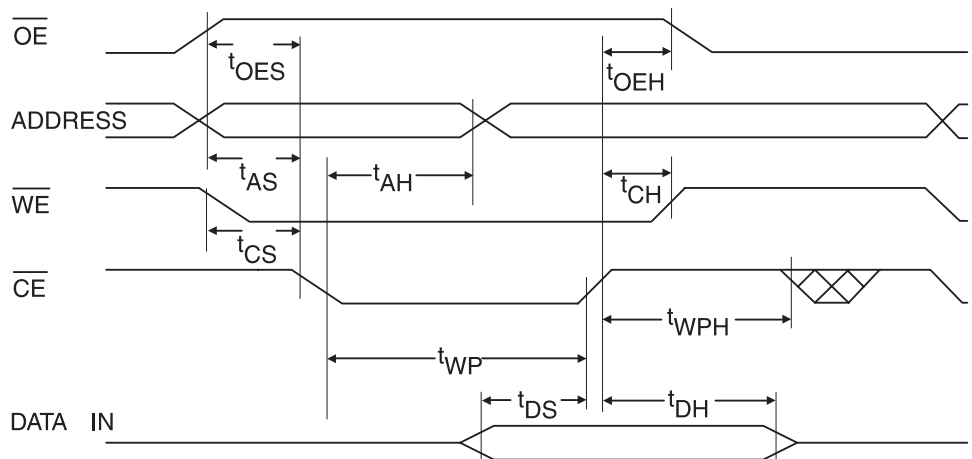 OE
tOES
tOEH
ADDRESS
tAS
tAH
tCH
WE
tCS
CE
tWPH
tWP
tDS
tDH
DATA IN